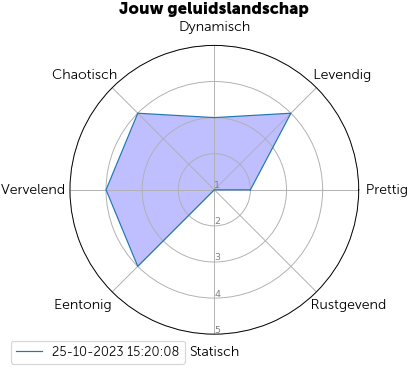 Jouw geluidslandschap
Dynamisch
Chaotisch
Levendig
Vervelend
1
Prettig
2
3
Eentonig
4
Rustgevend
5
25-10-2023 15:20:08
Statisch